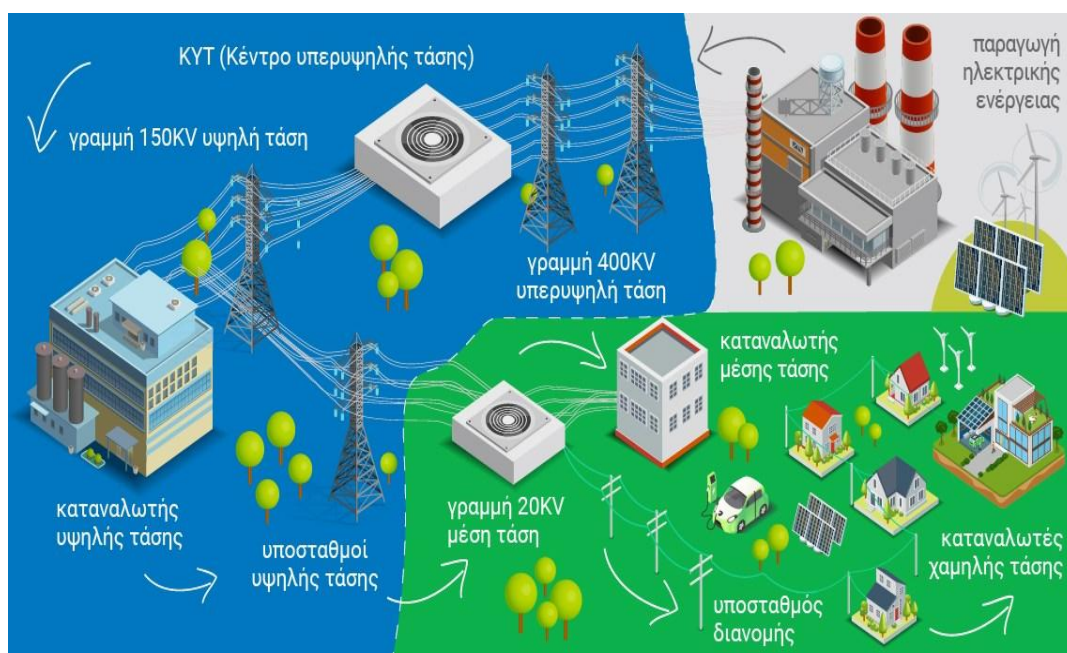 παραγωγή
ηλεκτρικής
ενέργειας
ΚΥΤ (Κέντρο υπερυψηλής τάσης)
γραμμή 150KV υψηλή τάση
γραμμή 400KV
υπερυψηλή τάση
καταναλωτής
υψηλής τάσης
υποσταθμοί
υψηλής τάσης
γραμμή 20KV
μέση τάση
καταναλωτής
μέσης τάσης
υποσταθμός
διανομής
καταναλωτές
χαμηλής τάσης